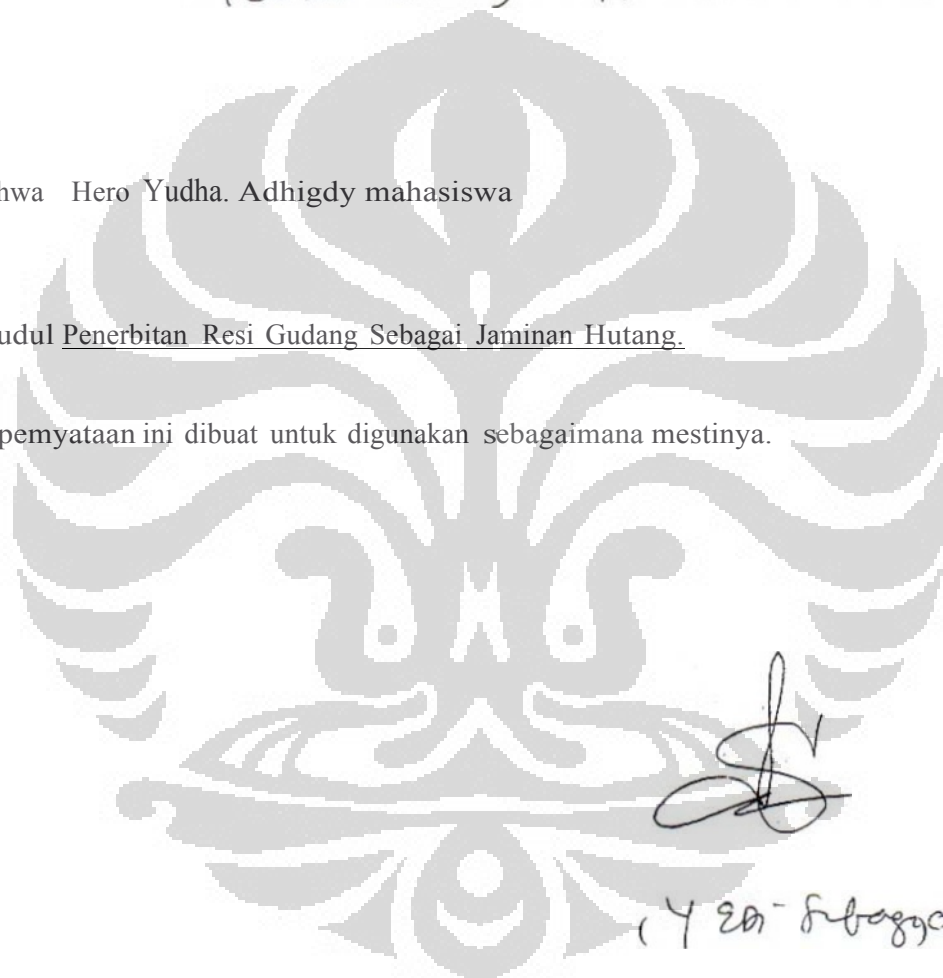 hwa Hero Yudha. Adhigdy mahasiswa
udul Penerbitan Resi Gudang Sebagai Jaminan Hutang.
pemyataan ini dibuat untuk digunakan sebagaimana mestinya.